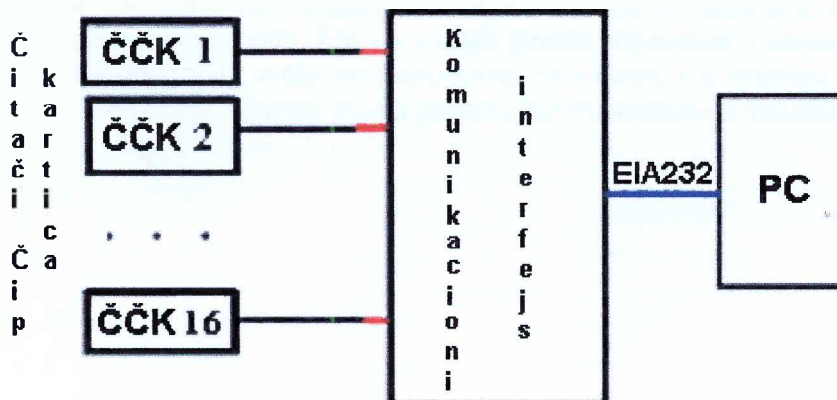 Čitači Čip
kartica
ČČK 1
ČČK 2
. . .
ČČK 16
Komunikacioni
interfejs
EIA232
PC